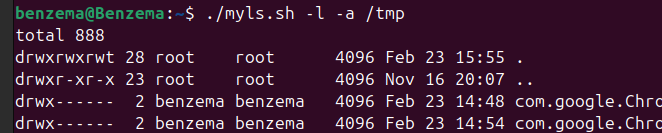 benzema@Benzema:~$ ./myls.sh -l -a /tmp
total 888
drwxrwxrwt 28 root    root    4096 Feb 23 15:55 .
drwxr-xr-x 23 root    root    4096 Nov 16 20:07 ..
drwx------  2 benzema benzema 4096 Feb 23 14:48 com.google.Chro
drwx------  2 benzema benzema 4096 Feb 23 14:54 com.google.Chro